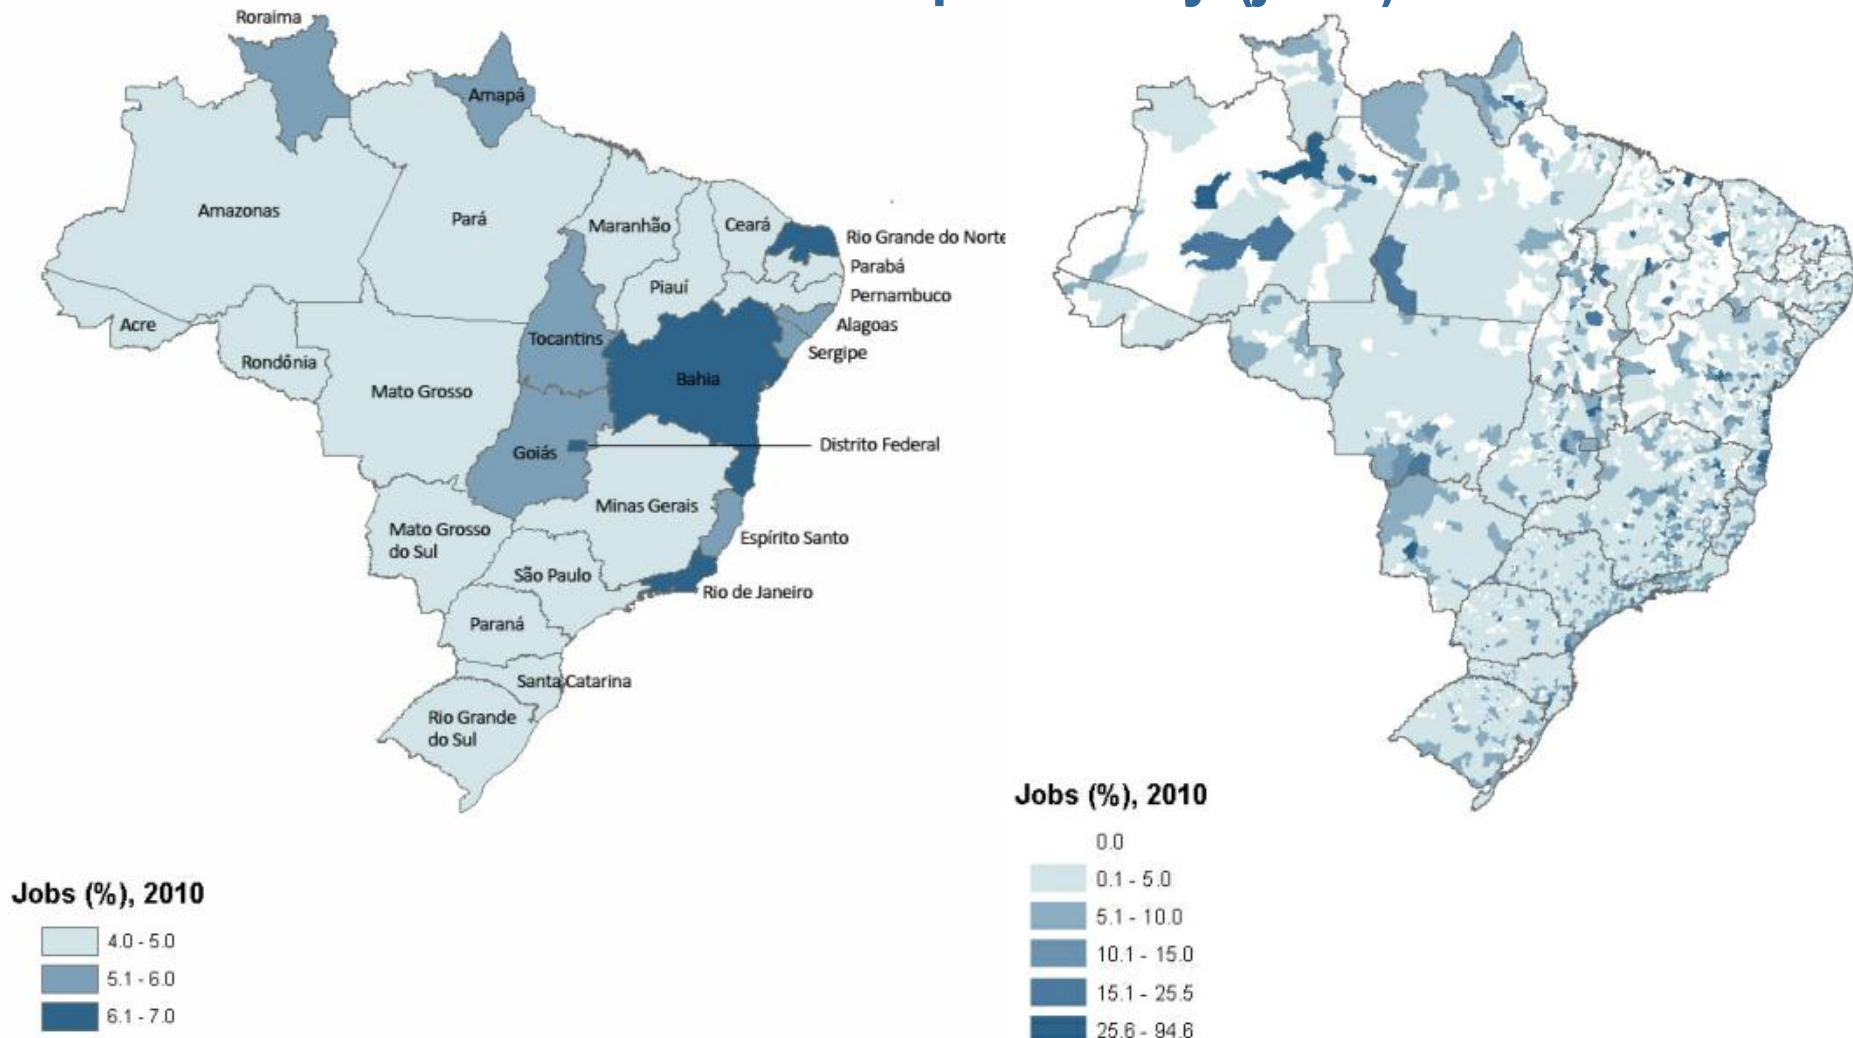 Roraima
Amapá
Amazonas
Pará
Maranhão
Ceará
Rio Grande do Norte
Parabá
Piauí
Pernambuco
Acre
Tocantins
Alagoas
Sergipe
Rondônia
Mato Grosso
Bahia
Goiás
Distrito Federal
Minas Gerais
Mato Grosso
do Sul
Espírito Santo
São Paulo
Rio de Janeiro
Paraná
Santa Catarina
Rio Grande
do Sul
Jobs (%), 2010
4.0 - 5.0
5.1 - 6.0
6.1 - 7.0
Jobs (%), 2010
0.0
0.1 - 5.0
5.1 - 10.0
10.1 - 15.0
15.1 - 25.5
25.6 - 94.6